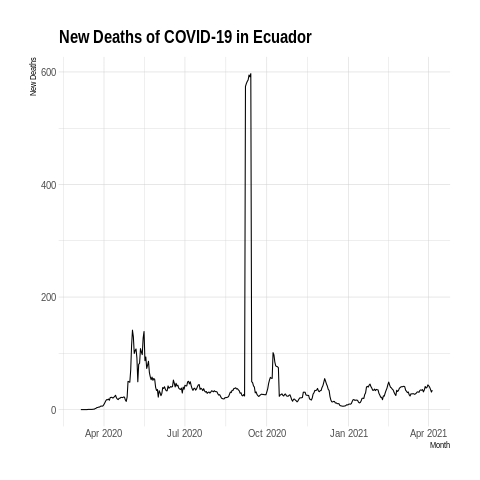 New Deaths of COVID-19 in Ecuador
New Deaths
600
400
200
0
Apr 2020
Jul 2020
Oct 2020
Jan 2021
Apr 2021
Month